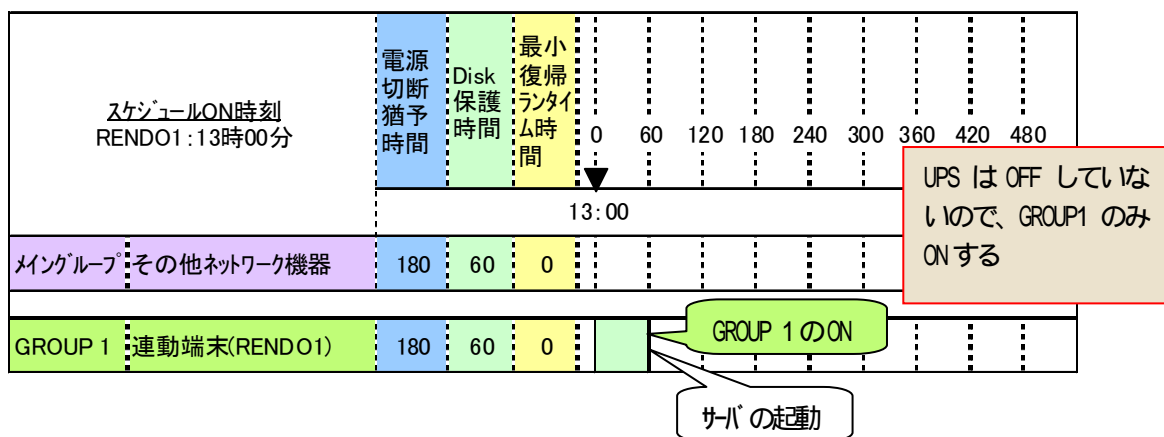 スケジュールON時刻
RENDO1:13時00分
電源
切断
猶予
時間
Disk
保護
時間
最小
復帰
ランタイ
ム時
間
0 60 120 180 240 300 360 420 480
13:00
UPS は OFF していな
いので、GROUP1 のみ
ON する
メイングループ その他ネットワーク機器 180 60 0
GROUP 1 連動端末(RENDO1) 180 60 0
GROUP 1 のON
サーバの起動